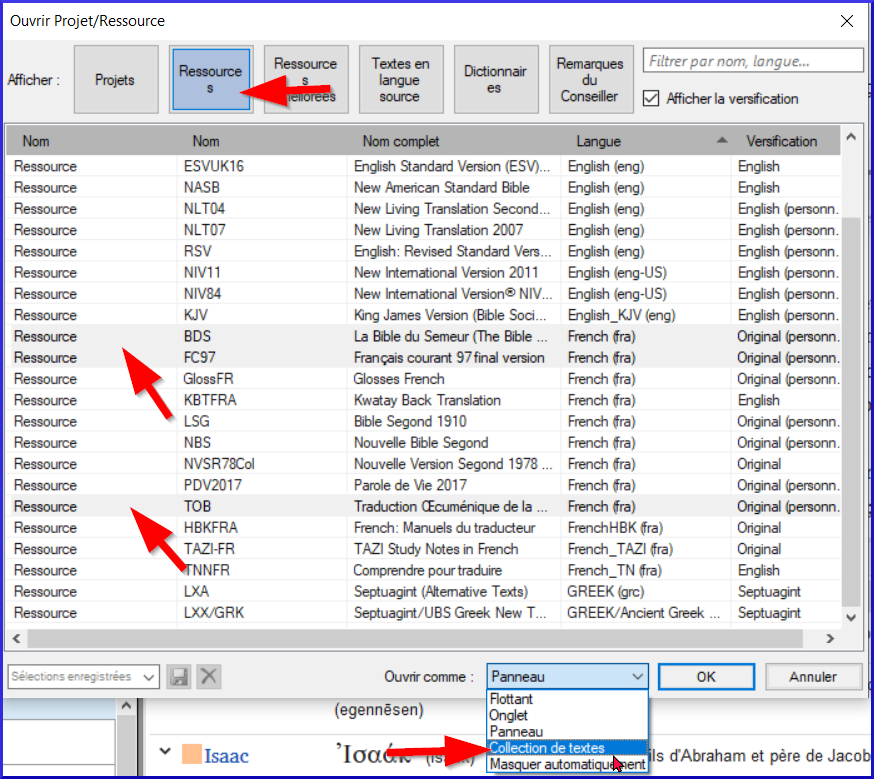 Ouvrir Projet/Ressource
Afficher :
Projets
Ressource
s
Ressource
s
Textes en
langue
source
Dictionnair
es
Remarques
du
Conseiller
Filtrer par nom, langue...
Afficher la versification
Nom Nom Nom complet Langue Versification
Ressource ESVUK16 English Standard Version (ESV)... English (eng) English
Ressource NASB New American Standard Bible English (eng) English
Ressource NLT04 New Living Translation Second... English (eng) English (personn.
Ressource NLT07 New Living Translation 2007 English (eng) English (personn.
Ressource RSV English: Revised Standard Vers... English (eng) English (personn.
Ressource NIV11 New International Version 2011 English (eng-US) English (personn.
Ressource NIV84 New International Version® NIV... English (eng-US) English (personn.
Ressource KJV King James Version (Bible Soci... English_KJV (eng) English (personn.
Ressource BDS La Bible du Semeur (The Bible ... French (fra) Original (personn.
Ressource FC97 Français courant 97 final version French (fra) Original (personn.
Ressource GlossFR Glosses French French (fra) Original (personn.
Ressource KBTFRA Kwatay Back Translation French (fra) English
Ressource LSG Bible Segond 1910 French (fra) Original (personn.
Ressource NBS Nouvelle Bible Segond French (fra) Original (personn.
Ressource NVSR78Col Nouvelle Version Segond 1978 ... French (fra) Original
Ressource PDV2017 Parole de Vie 2017 French (fra) Original (personn.
Ressource TOB Traduction Œcuménique de la ... French (fra) Original (personn.
Ressource HBKFRA French: Manuels du traducteur FrenchHBK (fra) Original
Ressource TAZI-FR TAZI Study Notes in French French_TAZI (fra) Original
Ressource TNNFR Comprendre pour traduire French_TN (fra) English
Ressource LXA Septuagint (Alternative Texts) GREEK (grc) Septuagint
Ressource LXX/GRK Septuagint/UBS Greek New T... GREEK/Ancient Greek ... Septuagint
Sélections enregistrées
Ouvrir comme : Panneau OK Annuler
Flottant
Onglet
Panneau
Collection de textes
Masquer automatiquement
(egennēsen)
Isaac Ἰσαάκ ils d'Abraham et père de Jacob